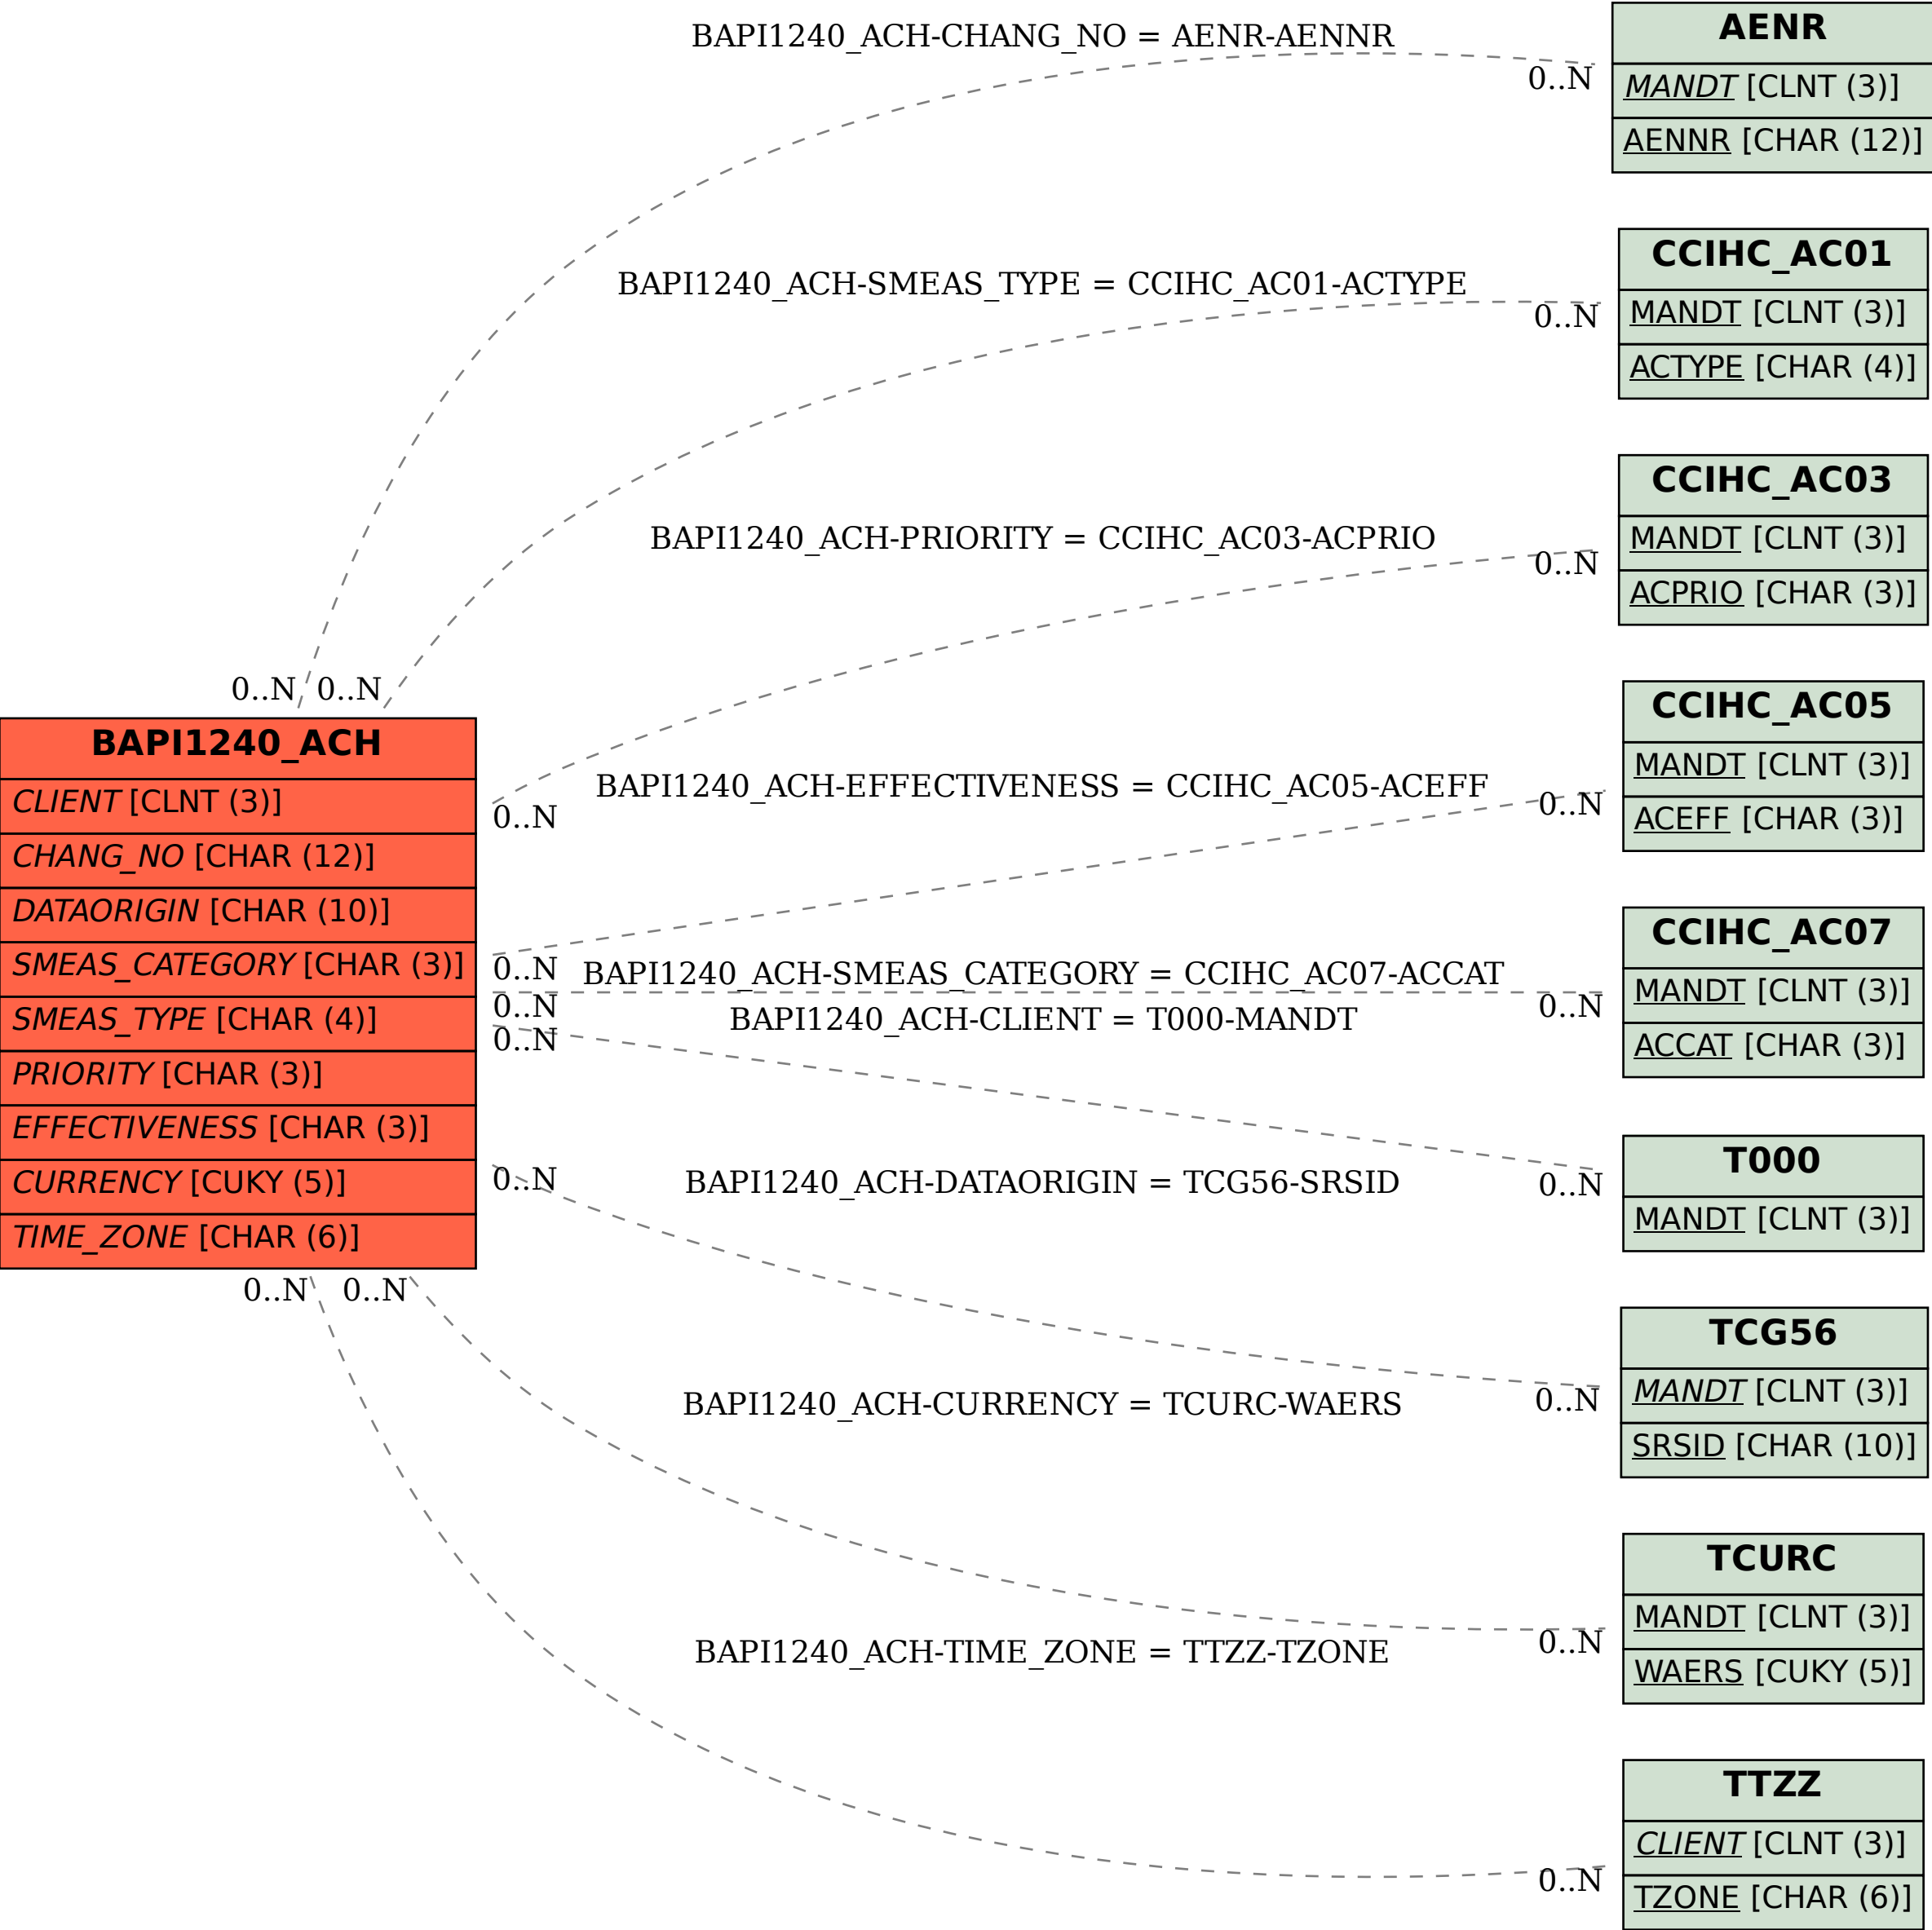 BAPI1240_ACH-CHANG_NO = AENR-AENNR
0..N
AENR
MANDT [CLNT (3)]
AENNR [CHAR (12)]
BAPI1240_ACH-SMEAS_TYPE = CCIHC_AC01-ACTYPE
0..N
CCIHC_AC01
MANDT [CLNT (3)]
ACTYPE [CHAR (4)]
BAPI1240_ACH-PRIORITY = CCIHC_AC03-ACPRIO
0..N
CCIHC_AC03
MANDT [CLNT (3)]
ACPRIO [CHAR (3)]
0..N 0..N
BAPI1240_ACH
CLIENT [CLNT (3)]
CHANG_NO [CHAR (12)]
DATAORIGIN [CHAR (10)]
SMEAS_CATEGORY [CHAR (3)]
SMEAS_TYPE [CHAR (4)]
PRIORITY [CHAR (3)]
EFFECTIVENESS [CHAR (3)]
CURRENCY [CUKY (5)]
TIME_ZONE [CHAR (6)]
0..N
BAPI1240_ACH-EFFECTIVENESS = CCIHC_AC05-ACEFF
0..N
CCIHC_AC05
MANDT [CLNT (3)]
ACEFF [CHAR (3)]
0..N
BAPI1240_ACH-SMEAS_CATEGORY = CCIHC_AC07-ACCAT
0..N
0..N
CCIHC_AC07
MANDT [CLNT (3)]
ACCAT [CHAR (3)]
BAPI1240_ACH-CLIENT = T000-MANDT
0..N
0..N
T000
MANDT [CLNT (3)]
0..N
BAPI1240_ACH-DATAORIGIN = TCG56-SRSID
0..N
TCG56
MANDT [CLNT (3)]
SRSID [CHAR (10)]
0..N 0..N
BAPI1240_ACH-CURRENCY = TCURC-WAERS
0..N
TCURC
MANDT [CLNT (3)]
WAERS [CUKY (5)]
BAPI1240_ACH-TIME_ZONE = TTZZ-TZONE
0..N
TTZZ
CLIENT [CLNT (3)]
TZONE [CHAR (6)]